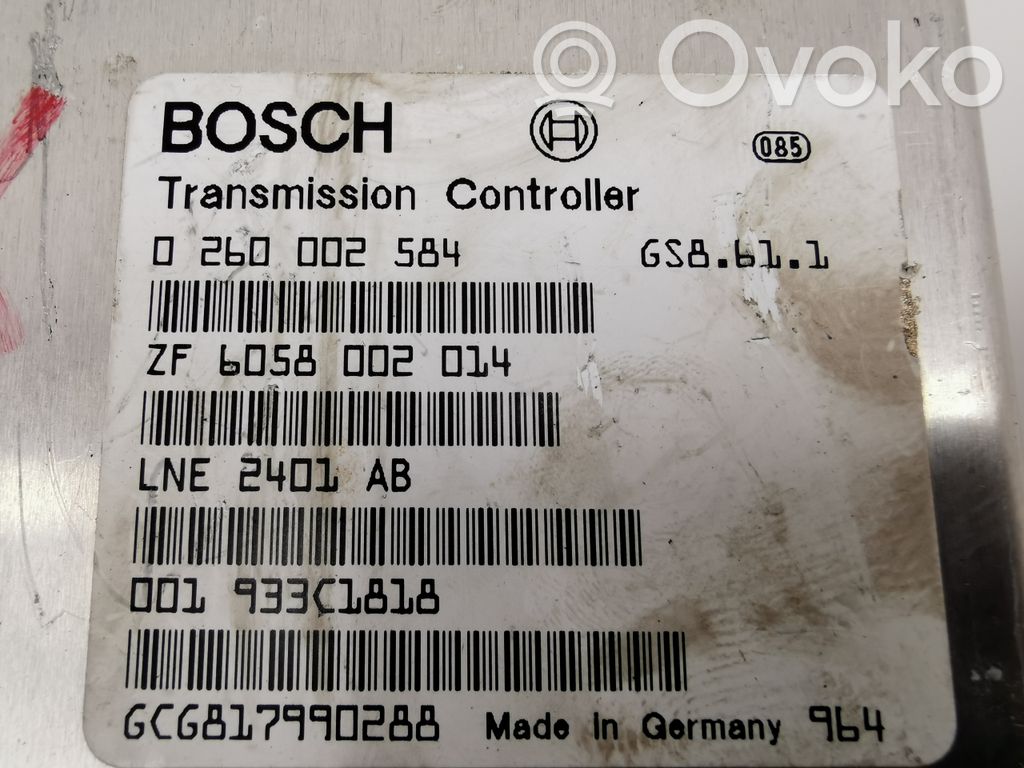 Ovoko
BOSCH
085
Transmission Controller
0 260 002 584 GS8.61.1
ZF 6058 002 014
LNE 2401 AB
001 933C1818
GCG817990288 Made in Germany 964